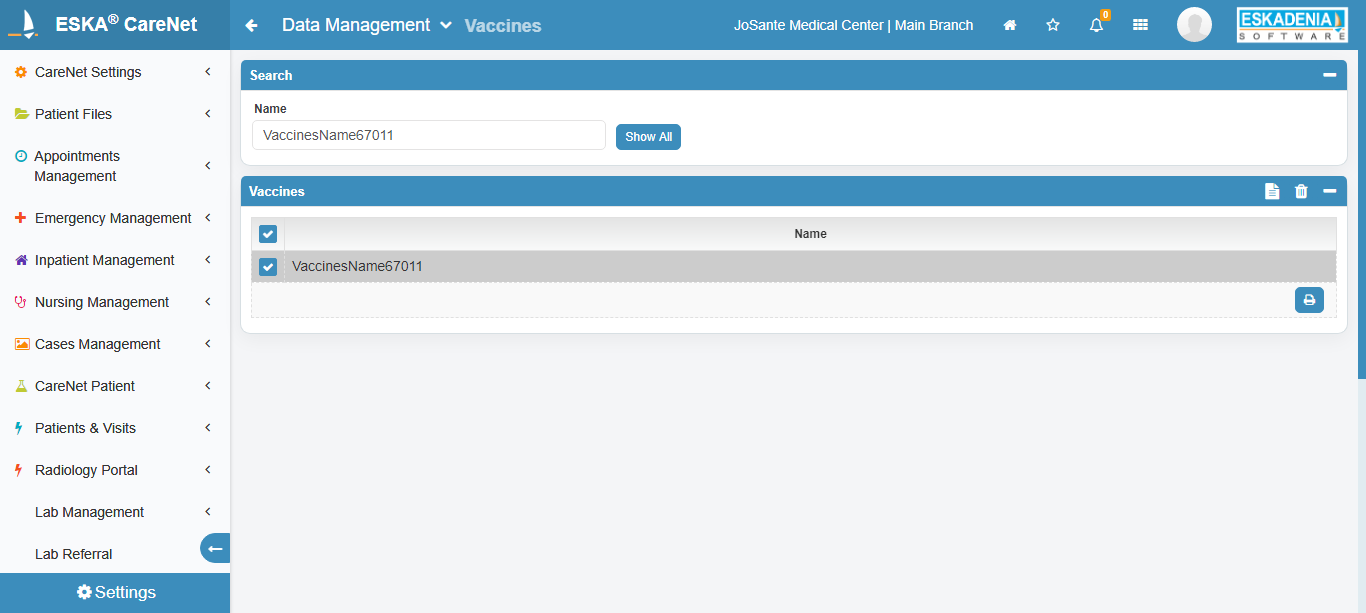 ESKA® CareNet
Data Management
Vaccines
JoSante Medical Center | Main Branch
0
ESKADENIA
SOFTWARE
CareNet Settings
Patient Files
Appointments
Management
Emergency Management
Inpatient Management
Nursing Management
Cases Management
CareNet Patient
Patients & Visits
Radiology Portal
Lab Management
Lab Referral
Settings
Search
Name
VaccinesName67011
Show All
Vaccines
Name
VaccinesName67011